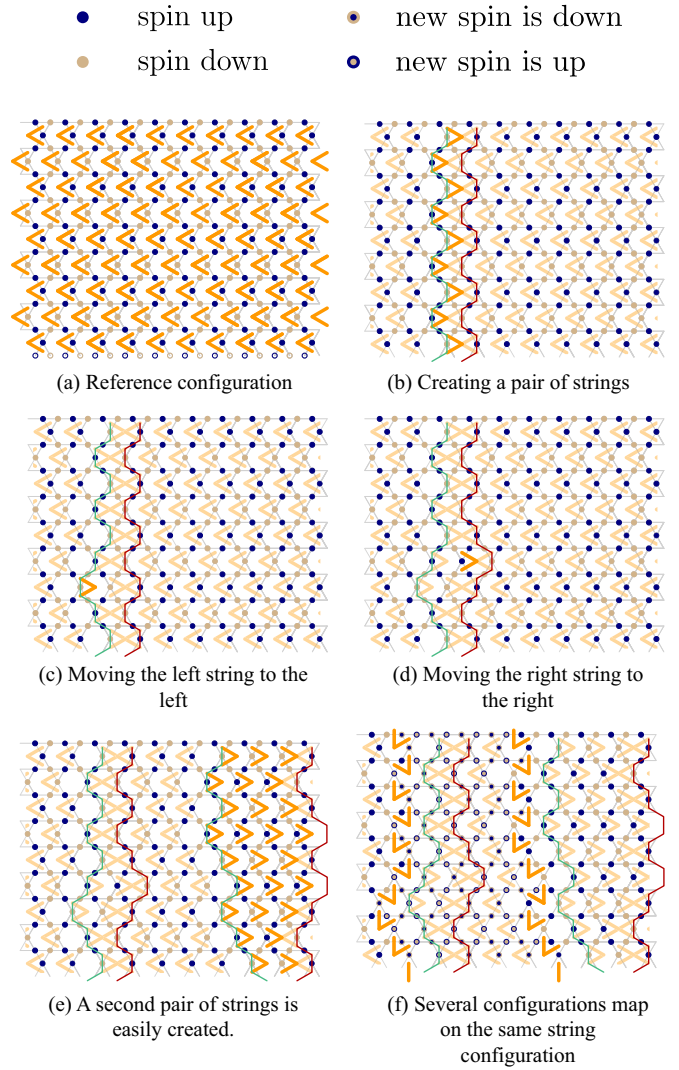 spin up
new spin is down
spin down
new spin is up
(a) Reference configuration
(b) Creating a pair of strings
(c) Moving the left string to the
left
(d) Moving the right string to
the right
(e) A second pair of strings is
easily created.
(f) Several configurations map
on the same string
configuration